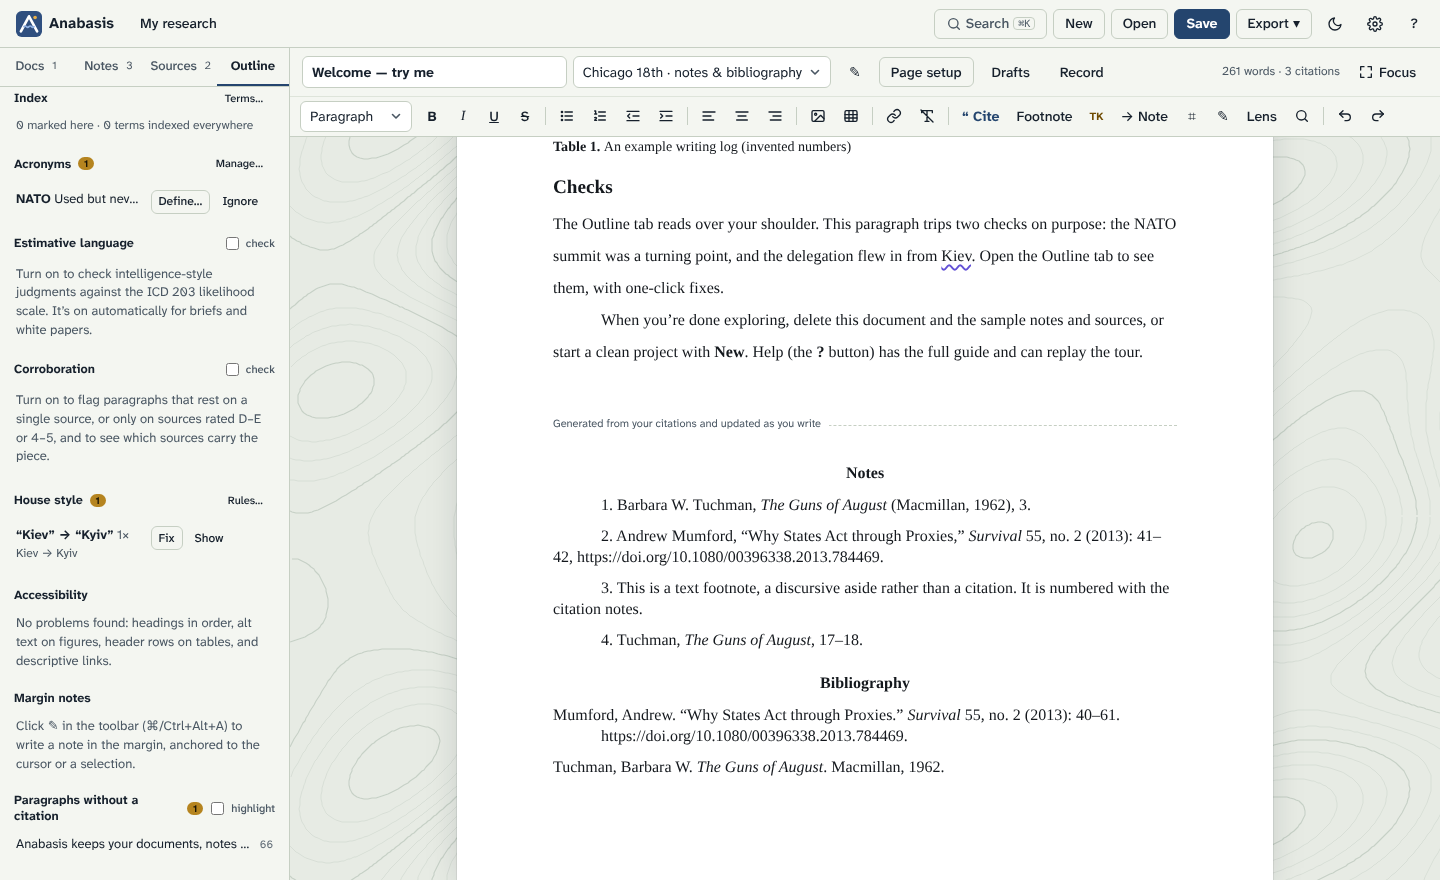 Anabasis
My research
Search ⌘K
New
Open
Save
Export ▾
?
Docs 1
Notes 3
Sources 2
Outline
Index
Terms...
0 marked here · 0 terms indexed everywhere
Acronyms 1
Manage...
NATO Used but nev...
Define...
Ignore
Estimative language
check
Turn on to check intelligence-style
judgments against the ICD 203 likelihood
scale. It’s on automatically for briefs and
white papers.
Corroboration
check
Turn on to flag paragraphs that rest on a
single source, or only on sources rated D–E
or 4–5, and to see which sources carry the
piece.
House style 1
Rules...
“Kiev” → “Kyiv” 1×
Kiev → Kyiv
Fix
Show
Accessibility
No problems found: headings in order, alt
text on figures, header rows on tables, and
descriptive links.
Margin notes
Click ✎ in the toolbar (⌘/Ctrl+Alt+A) to
write a note in the margin, anchored to the
cursor or a selection.
Paragraphs without a
citation
1
highlight
Anabasis keeps your documents, notes ... 66
Welcome — try me
Chicago 18th · notes & bibliography
✎
Page setup
Drafts
Record
261 words · 3 citations
Focus
Paragraph
B
I
U
S
“ Cite
Footnote
TK
→ Note
⌗
✎
Lens
Table 1. An example writing log (invented numbers)
Checks
The Outline tab reads over your shoulder. This paragraph trips two checks on purpose: the NATO
summit was a turning point, and the delegation flew in from Kiev. Open the Outline tab to see
them, with one-click fixes.
When you’re done exploring, delete this document and the sample notes and sources, or
start a clean project with New. Help (the ? button) has the full guide and can replay the tour.
Generated from your citations and updated as you write
Notes
1. Barbara W. Tuchman, The Guns of August (Macmillan, 1962), 3.
2. Andrew Mumford, “Why States Act through Proxies,” Survival 55, no. 2 (2013): 41–
42, https://doi.org/10.1080/00396338.2013.784469.
3. This is a text footnote, a discursive aside rather than a citation. It is numbered with the
citation notes.
4. Tuchman, The Guns of August, 17–18.
Bibliography
Mumford, Andrew. “Why States Act through Proxies.” Survival 55, no. 2 (2013): 40–61.
https://doi.org/10.1080/00396338.2013.784469.
Tuchman, Barbara W. The Guns of August. Macmillan, 1962.